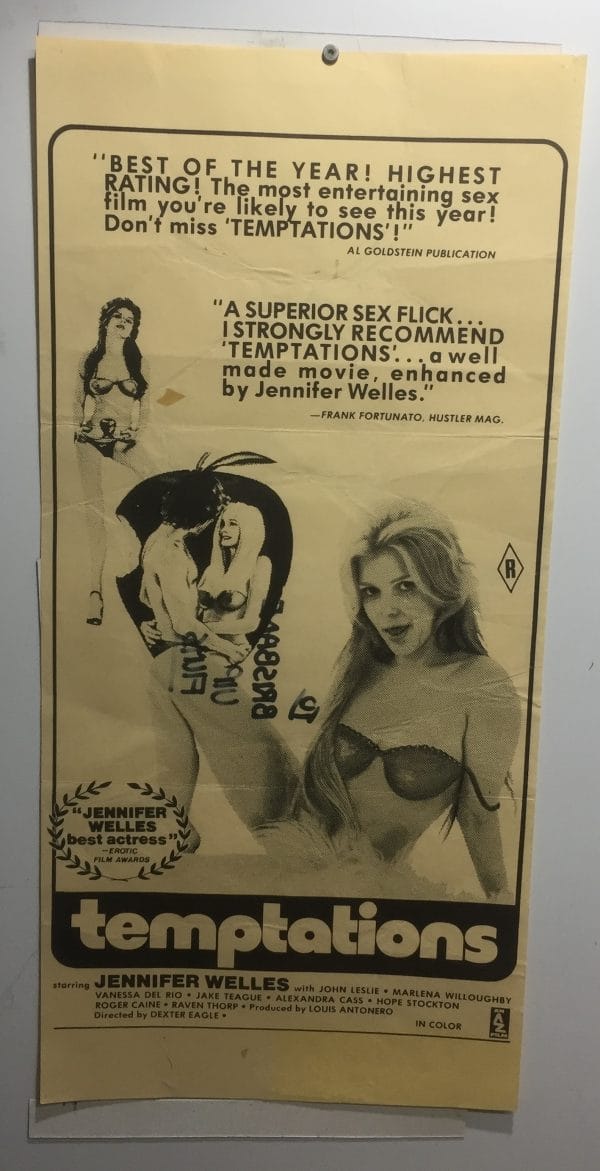 "BEST OF THE YEAR! HIGHEST
RATING! The most entertaining sex
film you're likely to see this year!
Don't miss 'TEMPTATIONS'!"
AL GOLDSTEIN PUBLICATION
"A SUPERIOR SEX FLICK...
I STRONGLY RECOMMEND
'TEMPTATIONS'...a well
made movie, enhanced
by Jennifer Welles."
—FRANK FORTUNATO, HUSTLER MAG.
R
BRISBANE
"JENNIFER
WELLES
best actress"
—EROTIC
FILM AWARDS
temptations
starring JENNIFER WELLES with JOHN LESLIE • MARLENA WILLOUGHBY
VANESSA DEL RIO • JAKE TEAGUE • ALEXANDRA CASS • HOPE STOCKTON
ROGER CAINE • RAVEN THORP • Produced by LOUIS ANTONERO
Directed by DEXTER EAGLE •
IN COLOR
AN
AZ
FILM